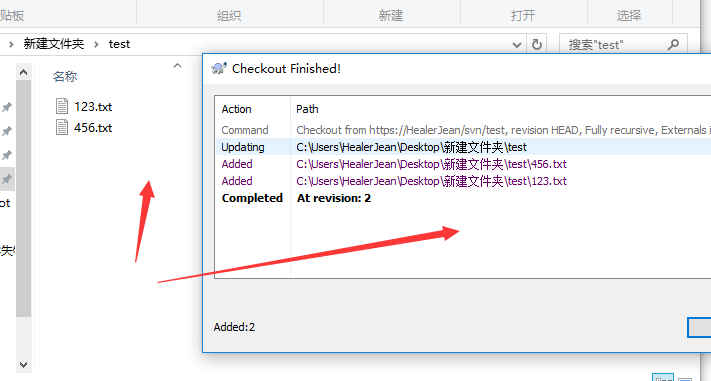 贴板 组织 新建 打开 选择
新建文件夹 test 搜索"test"
名称
123.txt
456.txt
Checkout Finished!
Action Path
Command Checkout from https://HealerJean/svn/test, revision HEAD, Fully recursive, Externals i
Updating C:\Users\HealerJean\Desktop\新建文件夹\test
Added C:\Users\HealerJean\Desktop\新建文件夹\test\456.txt
Added C:\Users\HealerJean\Desktop\新建文件夹\test\123.txt
Completed At revision: 2
ot
Added:2